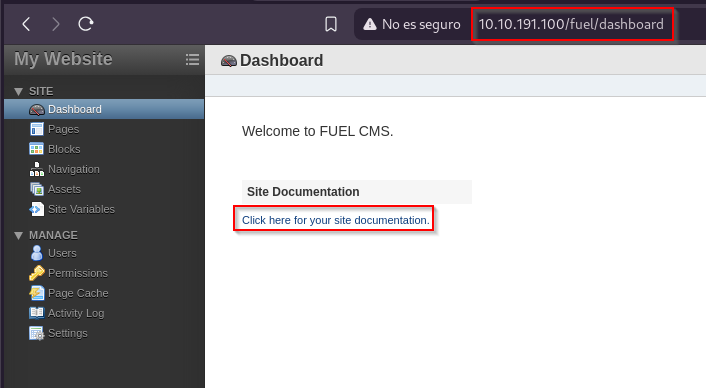 No es seguro 10.10.191.100/fuel/dashboard
My Website
Dashboard
SITE
Dashboard
Pages
Blocks
Navigation
Assets
Site Variables
MANAGE
Users
Permissions
Page Cache
Activity Log
Settings
Welcome to FUEL CMS.
Site Documentation
Click here for your site documentation.